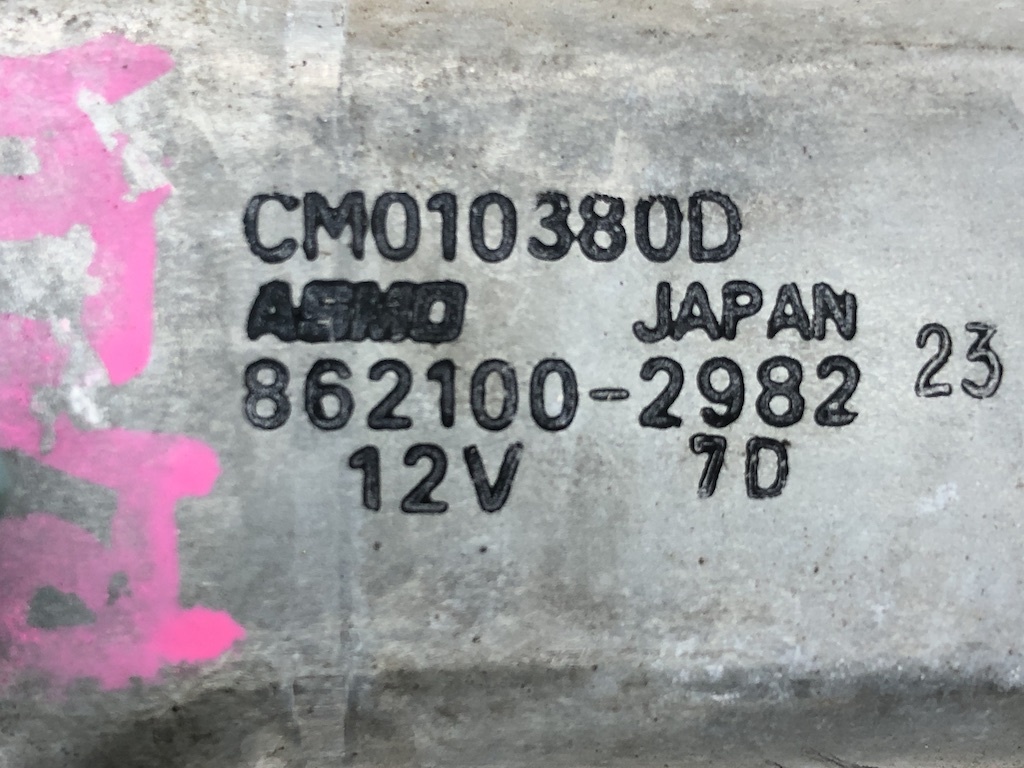 CM010380D
ASMO JAPAN
862100-2982 23
12V 7D